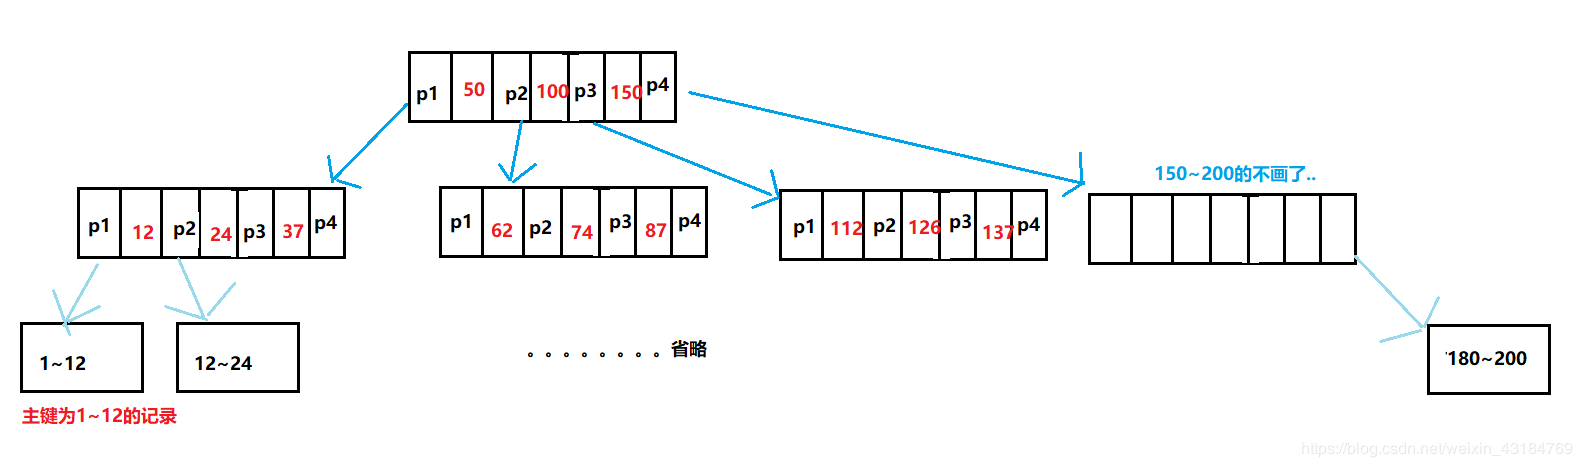 p1 50 p2 100 p3 150 p4
150~200的不画了..
p1 12 p2 24 p3 37 p4
p1 62 p2 74 p3 87 p4
p1 112 p2 126 p3 137 p4
1~12
12~24
。。。。。。。。省略
180~200
主键为1~12的记录
https://blog.csdn.net/weixin_43184769